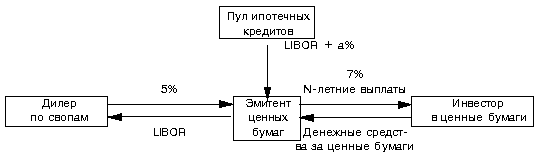 Пул ипотечных
кредитов
LIBOR + a%
5%
7%
N-летние выплаты
Дилер
по свопам
Эмитент
ценных
бумаг
Инвестор
в ценные бумаги
LIBOR
Денежные средст-
ва за ценные бумаги